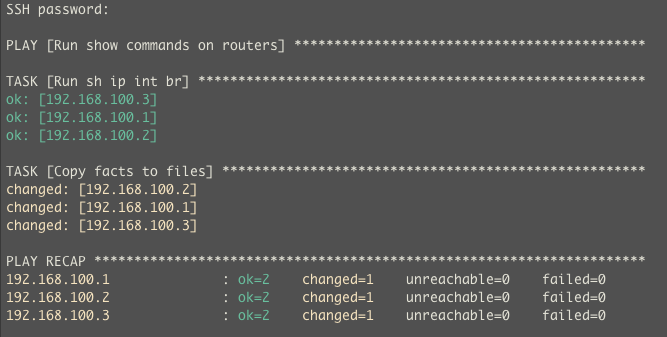 SSH password:
PLAY [Run show commands on routers] ********************************************
TASK [Run sh ip int br] ********************************************************
ok: [192.168.100.3]
ok: [192.168.100.1]
ok: [192.168.100.2]
TASK [Copy facts to files] *****************************************************
changed: [192.168.100.2]
changed: [192.168.100.1]
changed: [192.168.100.3]
PLAY RECAP *********************************************************************
192.168.100.1              : ok=2    changed=1    unreachable=0    failed=0
192.168.100.2              : ok=2    changed=1    unreachable=0    failed=0
192.168.100.3              : ok=2    changed=1    unreachable=0    failed=0